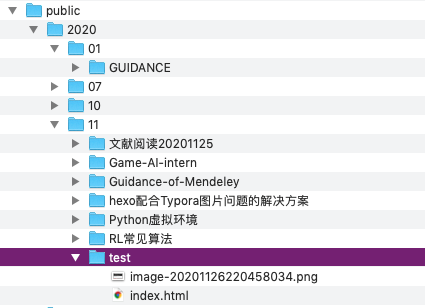 public
2020
01
GUIDANCE
07
10
11
文献阅读20201125
Game-AI-intern
Guidance-of-Mendeley
hexo配合Typora图片问题的解决方案
Python虚拟环境
RL常见算法
test
image-20201126220458034.png
index.html